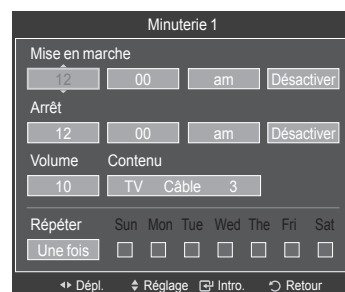 Minuterie 1
Mise en marche
12 00 am Désactiver
Arrêt
12 00 am Désactiver
Volume Contenu
10 TV Câble 3
Répéter Sun Mon Tue Wed The Fri Sat
Une fois
Dépl. Réglage Intro. Retour